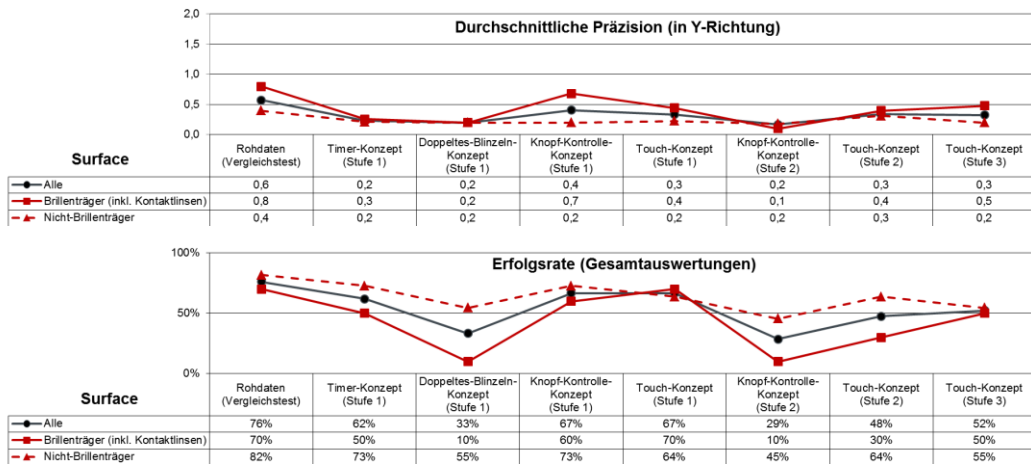 Durchschnittliche Präzision (in Y-Richtung)
2,0
1,5
1,0
0,5
0,0
Surface
Rohdaten (Vergleichstest)
Timer-Konzept (Stufe 1)
Doppeltes-Blinzeln-Konzept (Stufe 1)
Knopf-Kontrolle-Konzept (Stufe 1)
Touch-Konzept (Stufe 1)
Knopf-Kontrolle-Konzept (Stufe 2)
Touch-Konzept (Stufe 2)
Touch-Konzept (Stufe 3)
Alle 0,6 0,2 0,2 0,4 0,3 0,2 0,3 0,3
Brillenträger (inkl. Kontaktlinsen) 0,8 0,3 0,2 0,7 0,4 0,1 0,4 0,5
Nicht-Brillenträger 0,4 0,2 0,2 0,2 0,2 0,2 0,3 0,2
Erfolgsrate (Gesamtauswertungen)
100%
50%
0%
Surface
Rohdaten (Vergleichstest)
Timer-Konzept (Stufe 1)
Doppeltes-Blinzeln-Konzept (Stufe 1)
Knopf-Kontrolle-Konzept (Stufe 1)
Touch-Konzept (Stufe 1)
Knopf-Kontrolle-Konzept (Stufe 2)
Touch-Konzept (Stufe 2)
Touch-Konzept (Stufe 3)
Alle 76% 62% 33% 67% 67% 29% 48% 52%
Brillenträger (inkl. Kontaktlinsen) 70% 50% 10% 60% 70% 10% 30% 50%
Nicht-Brillenträger 82% 73% 55% 73% 64% 45% 64% 55%